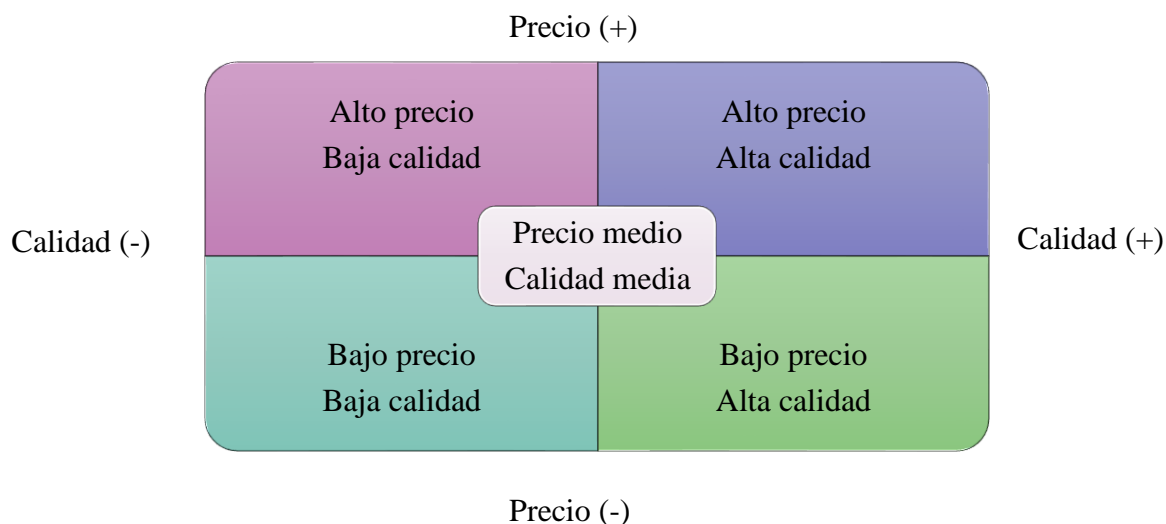 Precio (+)
Alto precio
Baja calidad
Alto precio
Alta calidad
Calidad (-)
Precio medio
Calidad media
Calidad (+)
Bajo precio
Baja calidad
Bajo precio
Alta calidad
Precio (-)